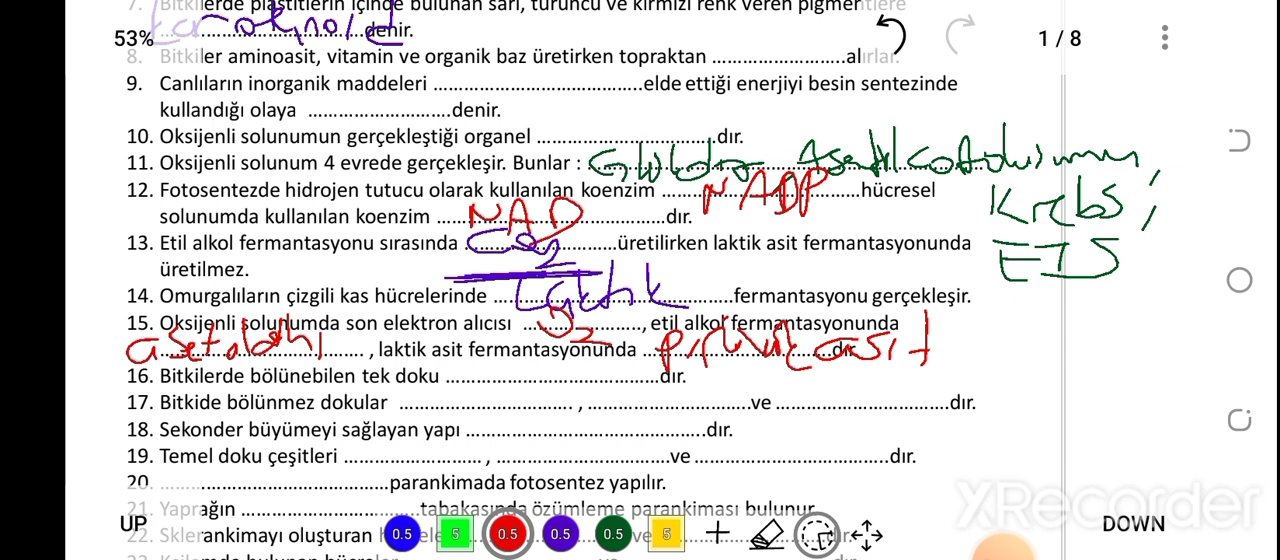 7. Bitkilerde plastitlerin içinde bulunan sarı, turuncu ve kırmızı renk veren pigmentlere
karotinoid denir.
53%
1 / 8
8. Bitkiler aminoasit, vitamin ve organik baz üretirken topraktan ........................alırlar.
9. Canlıların inorganik maddeleri .....................................elde ettiği enerjiyi besin sentezinde
kullandığı olaya .........................denir.
10. Oksijenli solunumun gerçekleştiği organel ................................dır.
11. Oksijenli solunum 4 evrede gerçekleşir. Bunlar : Glikoliz
Krebs,
ETS
12. Fotosentezde hidrojen tutucu olarak kullanılan koenzim ......NADP......hücresel
solunumda kullanılan koenzim ......NAD......dır.
13. Etil alkol fermantasyonu sırasında CO2..........üretilirken laktik asit fermantasyonunda
üretilmez.
14. Omurgalıların çizgili kas hücrelerinde ....Laktik........fermantasyonu gerçekleşir.
15. Oksijenli solunumda son elektron alıcısı ....O2........., etil alkol fermantasyonunda
........ , laktik asit fermantasyonunda pirüvik asit dır.
16. Bitkilerde bölünebilen tek doku ......................................dır.
17. Bitkide bölünmez dokular ............................... , .............................ve ...............................dır.
18. Sekonder büyümeyi sağlayan yapı ...........................................dır.
19. Temel doku çeşitleri ......................... , ................................ve ...................................dır.
20. ......................................parankimada fotosentez yapılır.
21. Yaprağın ............tabakasında özümleme parankiması bulunur.
22. Sklerankimayı oluşturan
ve
UP
0.5 5 0.5 0.5 0.5 5
DOWN
XRecorder